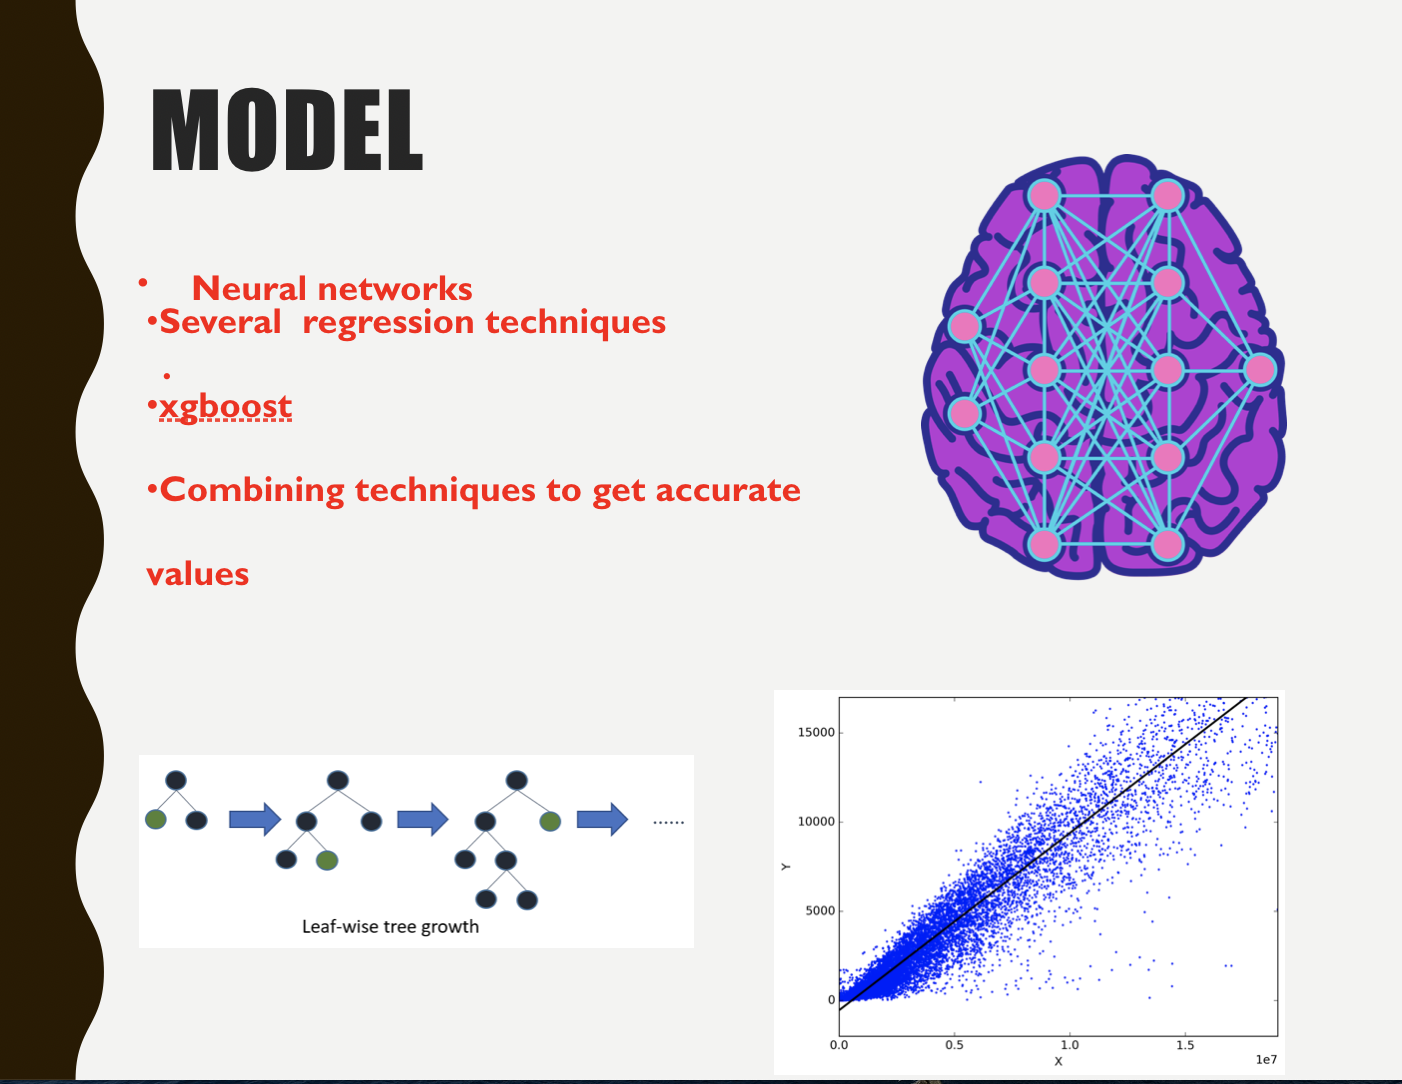 MODEL
• Neural networks
•Several  regression techniques
•
•xgboost
•Combining techniques to get accurate
values
Leaf-wise tree growth
......
15000
10000
5000
0
Y
0.0 0.5 1.0 1.5
1e7
X